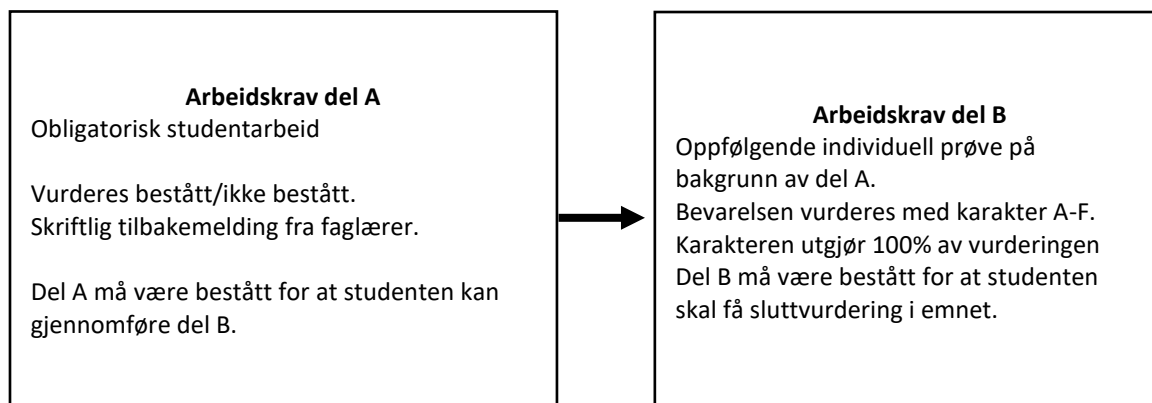 Arbeidskrav del A
Obligatorisk studentarbeid
Vurderes bestått/ikke bestått.
Skriftlig tilbakemelding fra faglærer.
Del A må være bestått for at studenten kan
gjennomføre del B.
Arbeidskrav del B
Oppfølgende individuell prøve på
bakgrunn av del A.
Bevarelsen vurderes med karakter A-F.
Karakteren utgjør 100% av vurderingen
Del B må være bestått for at studenten
skal få sluttvurdering i emnet.